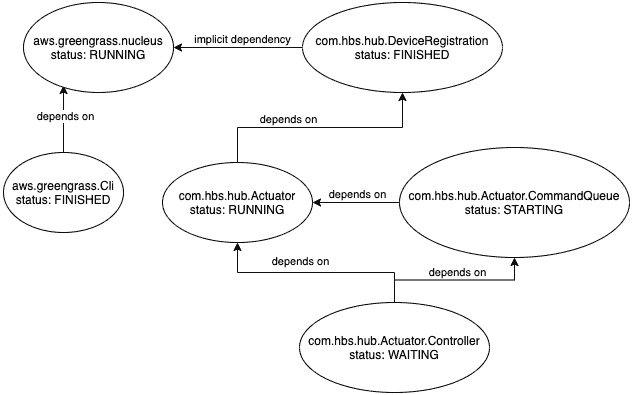 aws.greengrass.nucleus
status: RUNNING
implicit dependency
com.hbs.hub.DeviceRegistration
status: FINISHED
depends on
depends on
aws.greengrass.Cli
status: FINISHED
com.hbs.hub.Actuator
status: RUNNING
depends on
com.hbs.hub.Actuator.CommandQueue
status: STARTING
depends on
depends on
com.hbs.hub.Actuator.Controller
status: WAITING